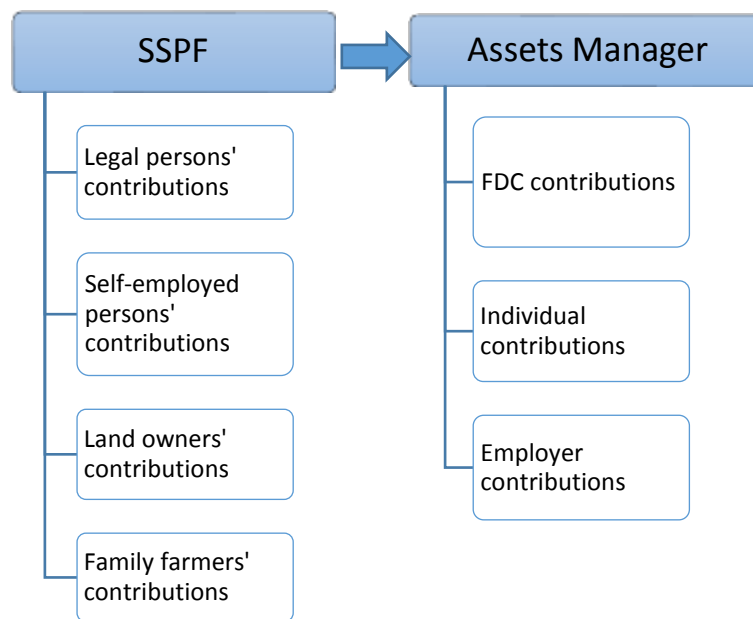 SSPF
Legal persons'
contributions
Self-employed
persons'
contributions
Land owners'
contributions
Family farmers'
contributions
Assets Manager
FDC contributions
Individual
contributions
Employer
contributions